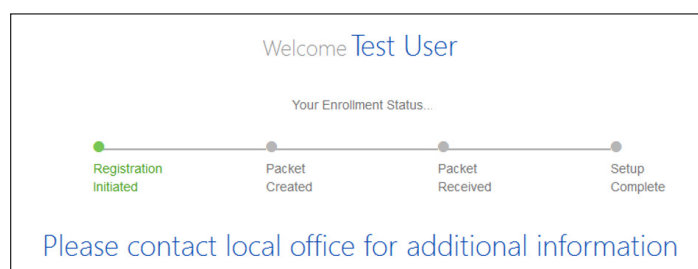 Welcome Test User
Your Enrollment Status...
Registration Initiated
Packet Created
Packet Received
Setup Complete
Please contact local office for additional information